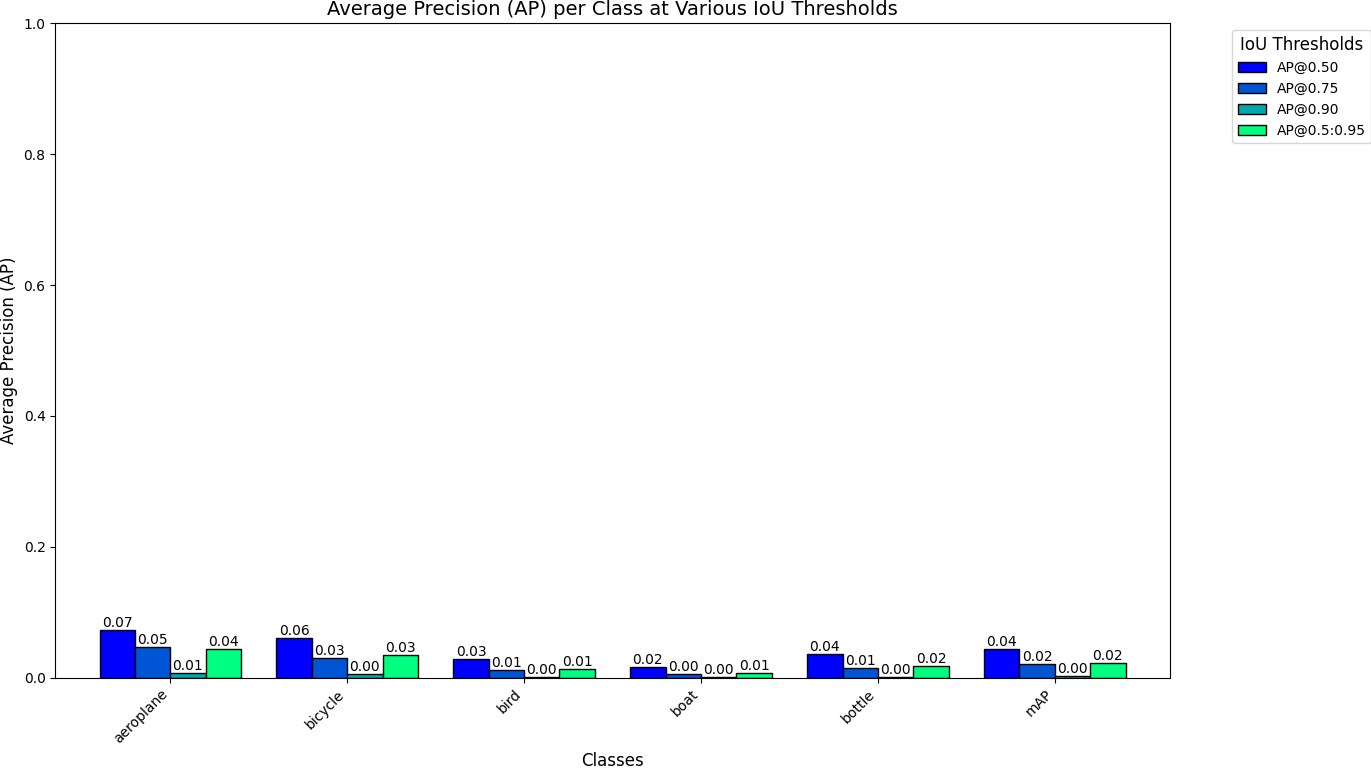 Average Precision (AP) per Class at Various IoU Thresholds
IoU Thresholds
AP@0.50
AP@0.75
AP@0.90
AP@0.5:0.95
Average Precision (AP)
1.0
0.8
0.6
0.4
0.2
0.0
0.07 0.05 0.01 0.04
0.06 0.03 0.00 0.03
0.03 0.01 0.00 0.01
0.02 0.00 0.00 0.01
0.04 0.01 0.00 0.02
0.04 0.02 0.00 0.02
aeroplane
bicycle
bird
boat
bottle
mAP
Classes